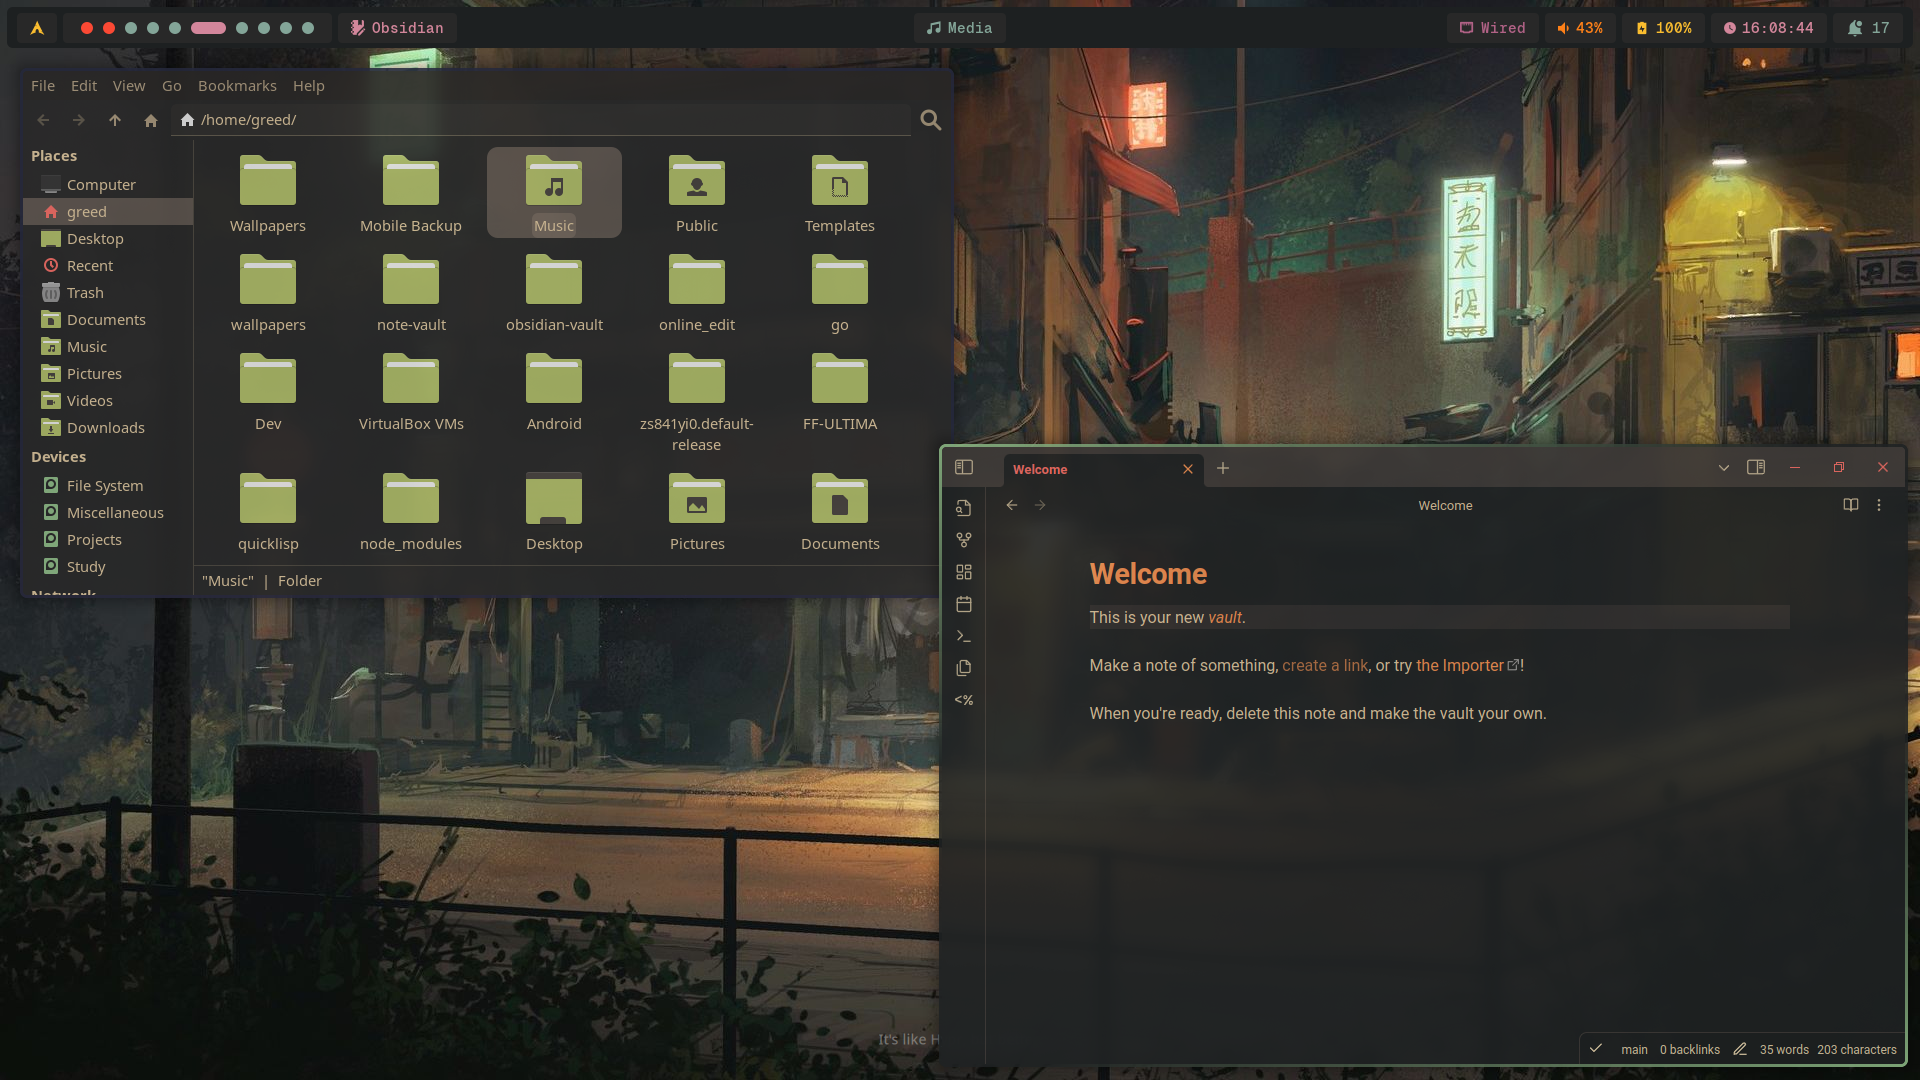 Obsidian
Media
Wired
43%
100%
16:08:44
17
File Edit View Go Bookmarks Help
/home/greed/
Places
Computer
greed
Desktop
Recent
Trash
Documents
Music
Pictures
Videos
Downloads
Devices
File System
Miscellaneous
Projects
Study
Network
Wallpapers
Mobile Backup
Music
Public
Templates
wallpapers
note-vault
obsidian-vault
online_edit
go
Dev
VirtualBox VMs
Android
zs841yi0.default-
release
FF-ULTIMA
quicklisp
node_modules
Desktop
Pictures
Documents
"Music" | Folder
Welcome
Welcome
Welcome
This is your new vault.
Make a note of something, create a link, or try the Importer!
When you're ready, delete this note and make the vault your own.
<%
main
0 backlinks
35 words
203 characters
It's like H